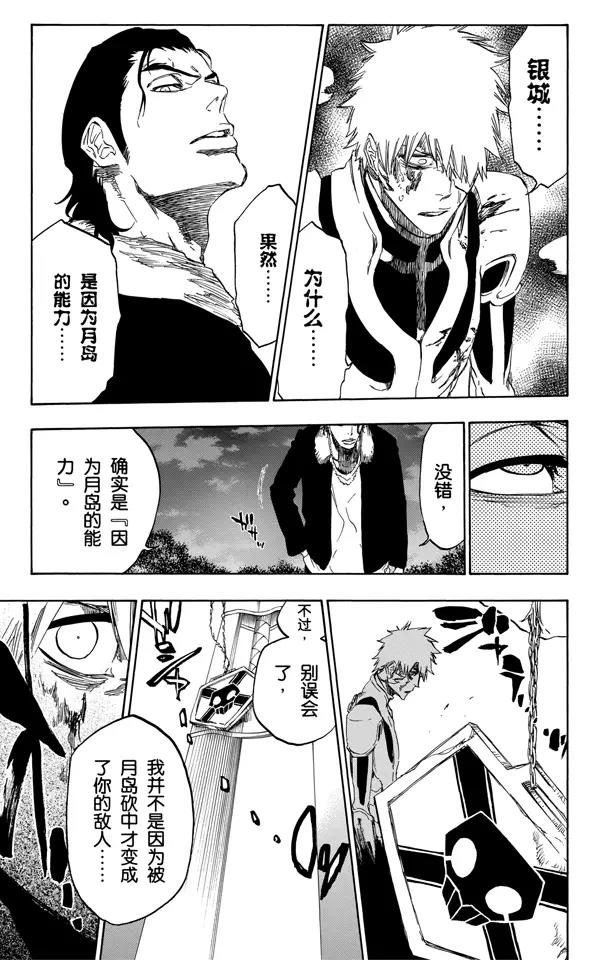 银城……
为什么……
果然……
是因为月岛
的能力……
没错，
确实是『因
为月岛的能
力』。
不过，
别误会
了，
我并不是因为被
月岛砍中才变成
了你的敌人……